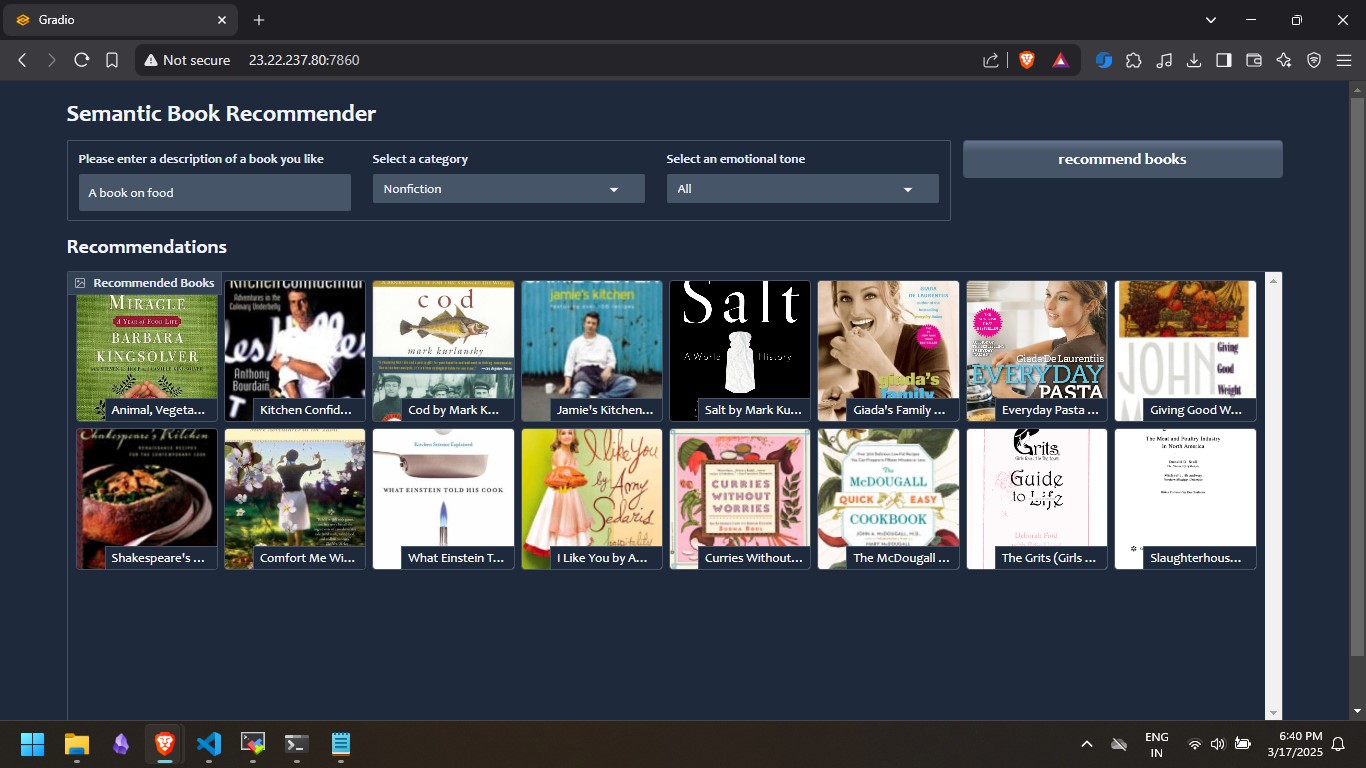 Gradio
Not secure 23.22.237.80:7860
Semantic Book Recommender
Please enter a description of a book you like
A book on food
Select a category
Nonfiction
Select an emotional tone
All
recommend books
Recommendations
Recommended Books
MIRACLE
A YEAR OF FOOD LIFE
BARBARA
KINGSOLVER
Animal, Vegeta...
Adventures in the
Culinary Underbelly
Anthony
Bourdain
Kitchen Confid...
cod
mark kurlansky
Cod by Mark K...
jamie's kitchen
Jamie's Kitchen...
Salt
A World History
Salt by Mark Ku...
GIADA
DE LAURENTIIS
giada's
family
Giada's Family ...
Giada De Laurentiis
EVERYDAY
PASTA
Everyday Pasta ...
Giving
Good
Weight
JOHN
Giving Good W...
Shakespeare's Kitchen
RENAISSANCE RECIPES
FOR THE CONTEMPORARY COOK
Shakespeare's ...
Comfort Me Wi...
Kitchen Science Explained
WHAT EINSTEIN TOLD HIS COOK
What Einstein T...
I Like You
by Amy
Sedaris
I Like You by A...
CURRIES
WITHOUT
WORRIES
Curries Without...
The
McDOUGALL
QUICK & EASY
COOKBOOK
JOHN A. McDOUGALL, M.D.
MARY McDOUGALL
The McDougall ...
Grits
Guide
to Life
Deborah Ford
The Grits (Girls ...
The Meat and Poultry Industry
in North America
Slaughterhous...
ENG
IN
6:40 PM
3/17/2025